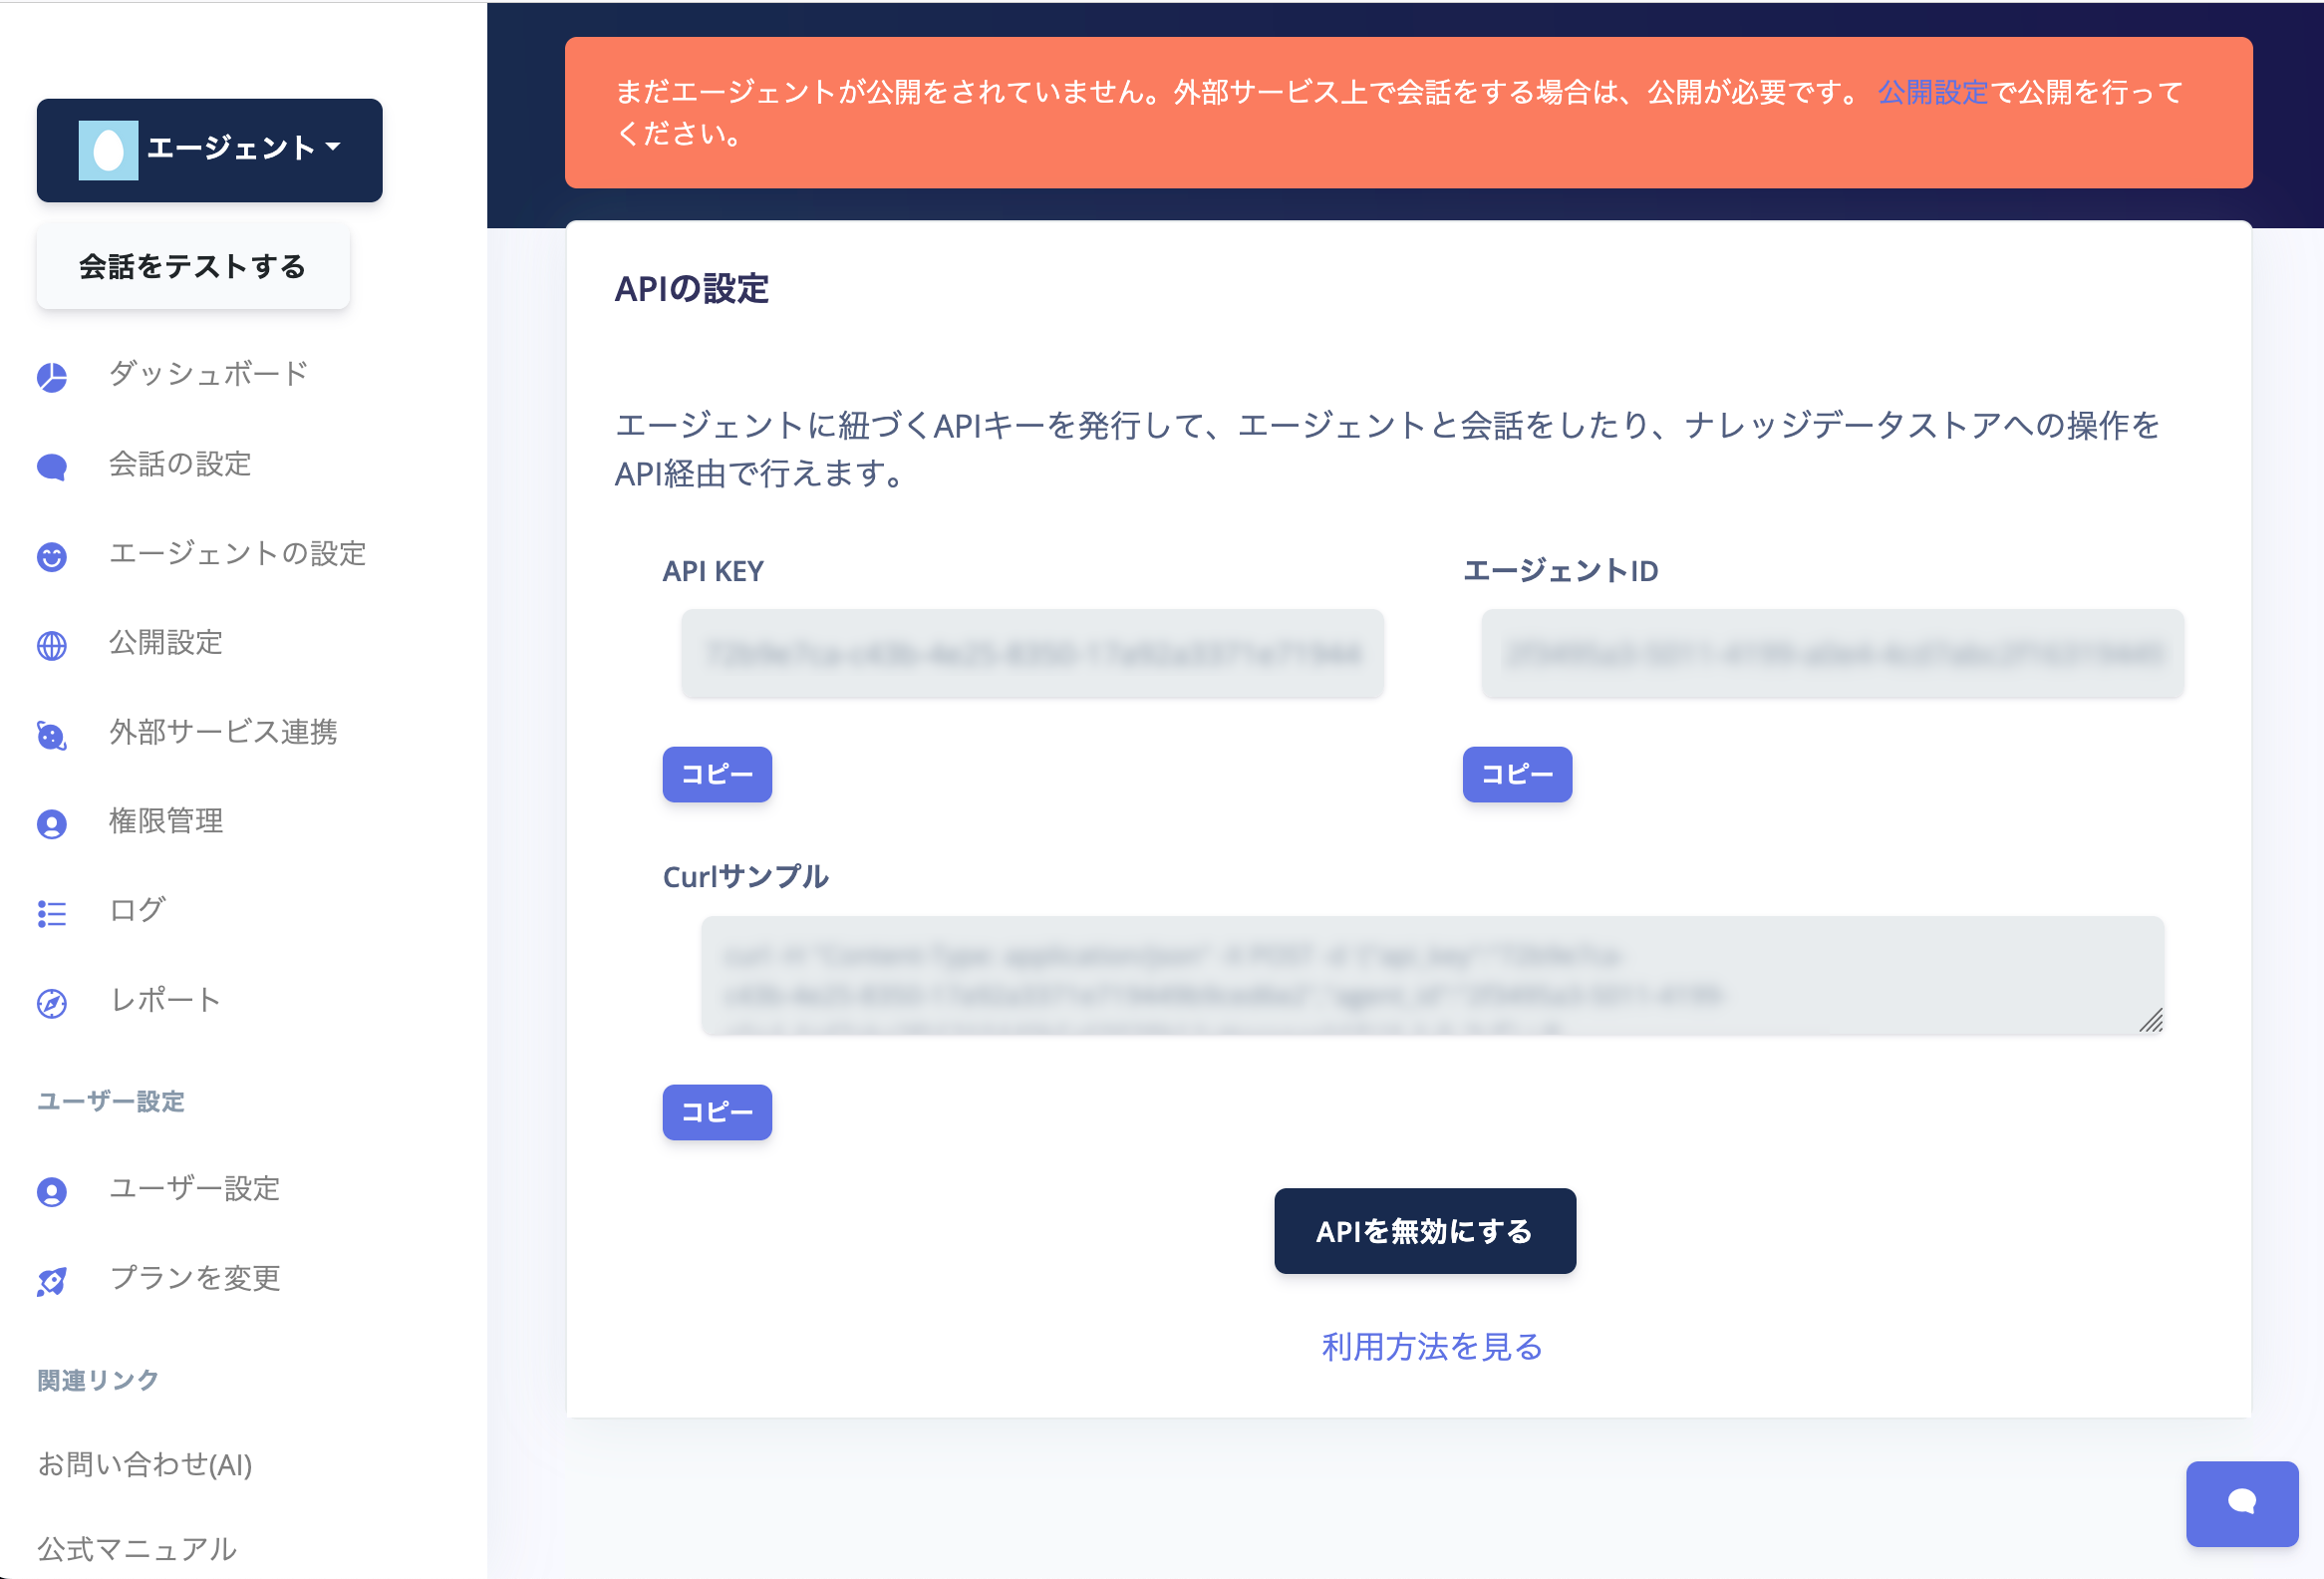 エージェント
会話をテストする
ダッシュボード
会話の設定
エージェントの設定
公開設定
外部サービス連携
権限管理
ログ
レポート
ユーザー設定
ユーザー設定
プランを変更
関連リンク
お問い合わせ(AI)
公式マニュアル
まだエージェントが公開をされていません。外部サービス上で会話をする場合は、公開が必要です。 公開設定で公開を行って
ください。
APIの設定
エージェントに紐づくAPIキーを発行して、エージェントと会話をしたり、ナレッジデータストアへの操作を
API経由で行えます。
API KEY
エージェントID
コピー
コピー
Curlサンプル
コピー
APIを無効にする
利用方法を見る